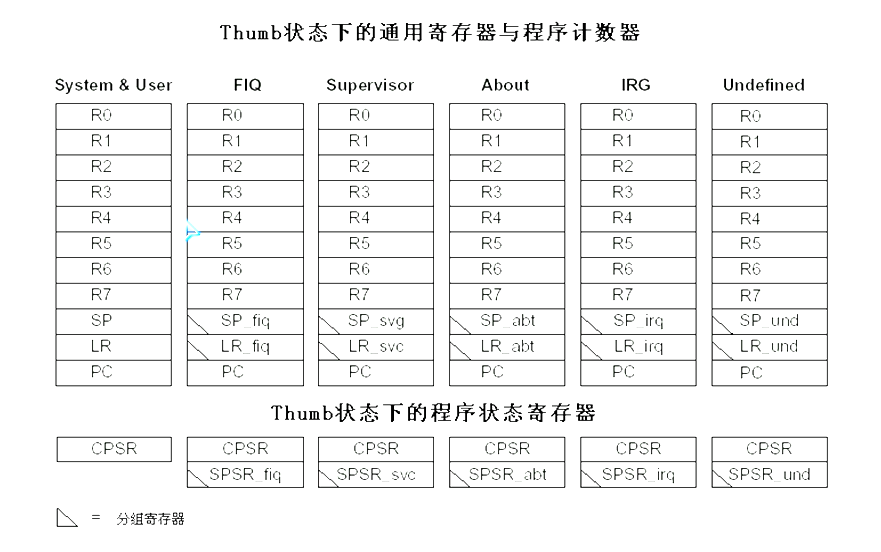 Thumb状态下的通用寄存器与程序计数器
System & User FIQ Supervisor About IRG Undefined
R0 R0 R0 R0 R0 R0
R1 R1 R1 R1 R1 R1
R2 R2 R2 R2 R2 R2
R3 R3 R3 R3 R3 R3
R4 R4 R4 R4 R4 R4
R5 R5 R5 R5 R5 R5
R6 R6 R6 R6 R6 R6
R7 R7 R7 R7 R7 R7
SP SP_fiq SP_svg SP_abt SP_irq SP_und
LR LR_fiq LR_svc LR_abt LR_irq LR_und
PC PC PC PC PC PC
Thumb状态下的程序状态寄存器
CPSR CPSR CPSR CPSR CPSR CPSR
SPSR_fiq SPSR_svc SPSR_abt SPSR_irq SPSR_und
= 分组寄存器